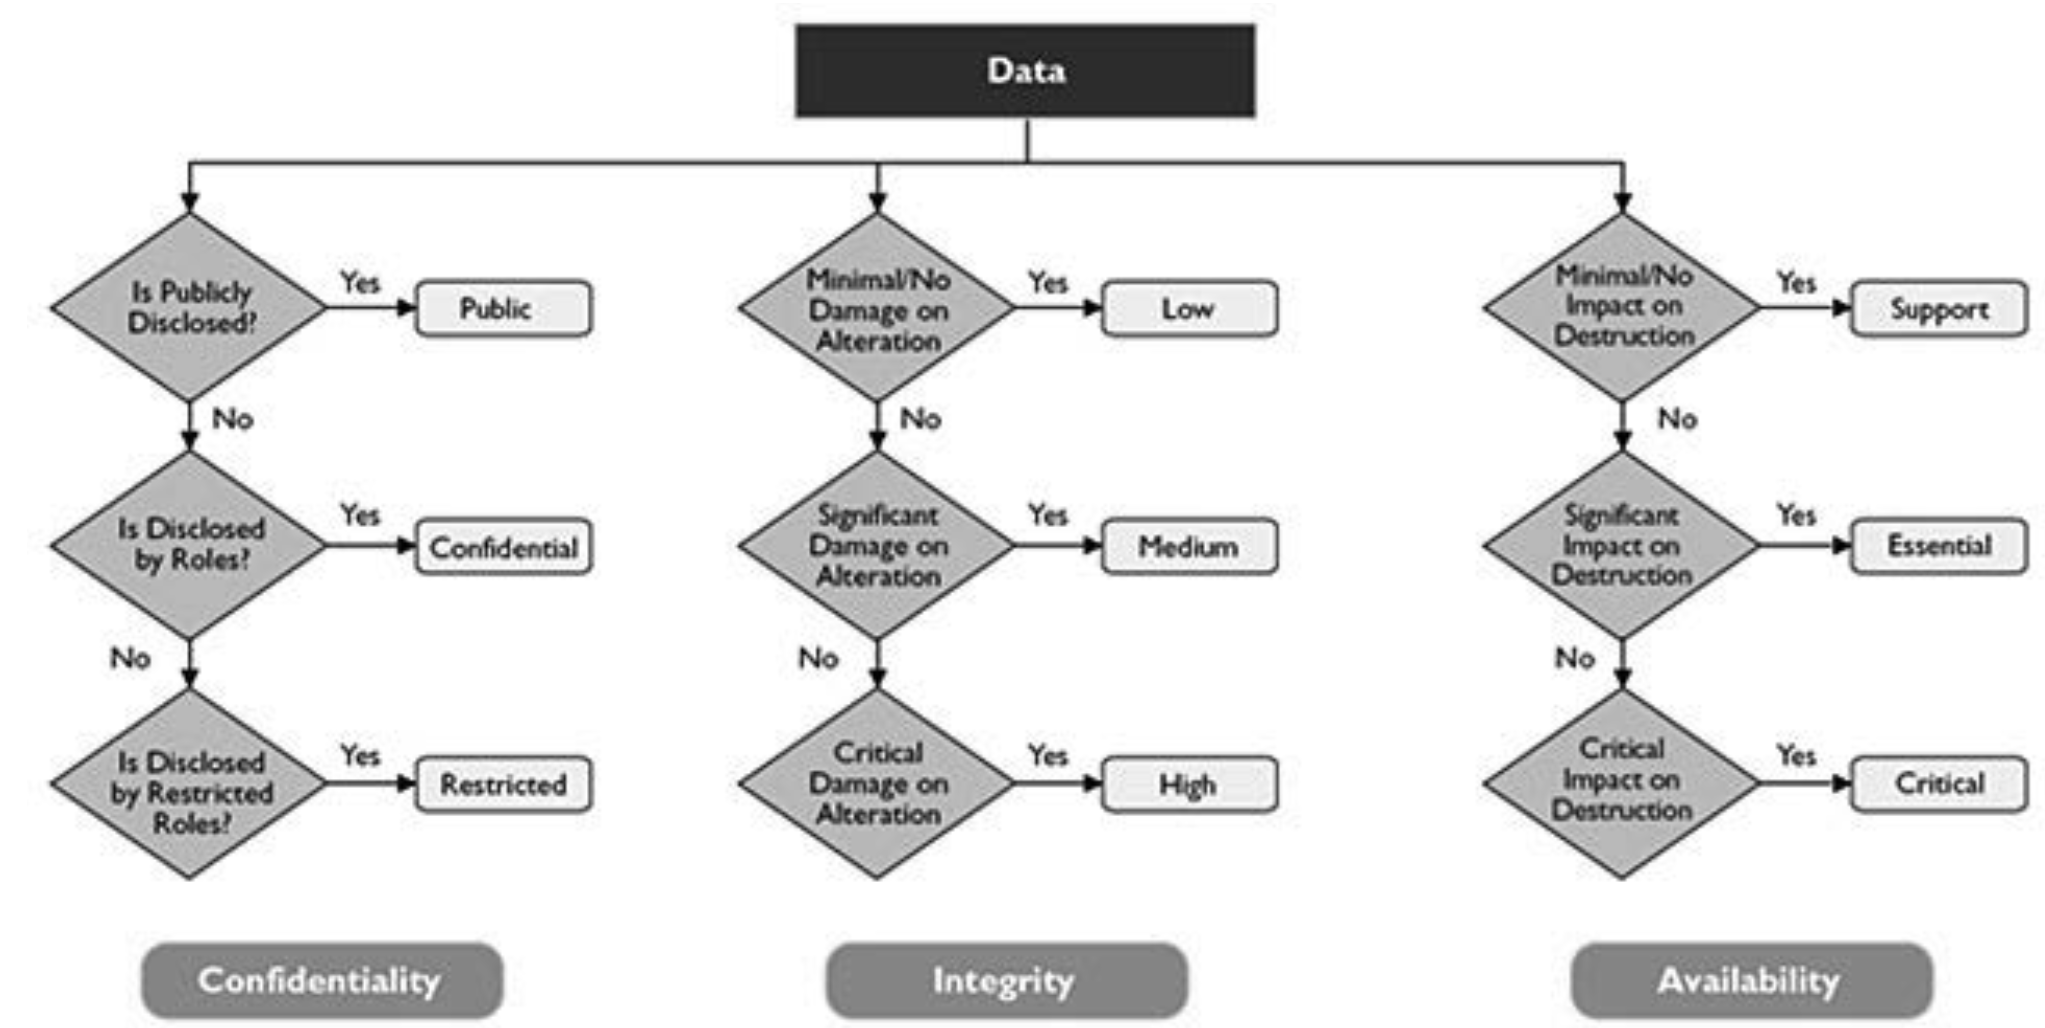 Data
Is Publicly
Disclosed?
Yes
Public
No
Is Disclosed
by Roles?
Yes
Confidential
No
Is Disclosed
by Restricted
Roles?
Yes
Restricted
Confidentiality
Minimal/No
Damage on
Alteration
Yes
Low
No
Significant
Damage on
Alteration
Yes
Medium
No
Critical
Damage on
Alteration
Yes
High
Integrity
Minimal/No
Impact on
Destruction
Yes
Support
No
Significant
Impact on
Destruction
Yes
Essential
No
Critical
Impact on
Destruction
Yes
Critical
Availability